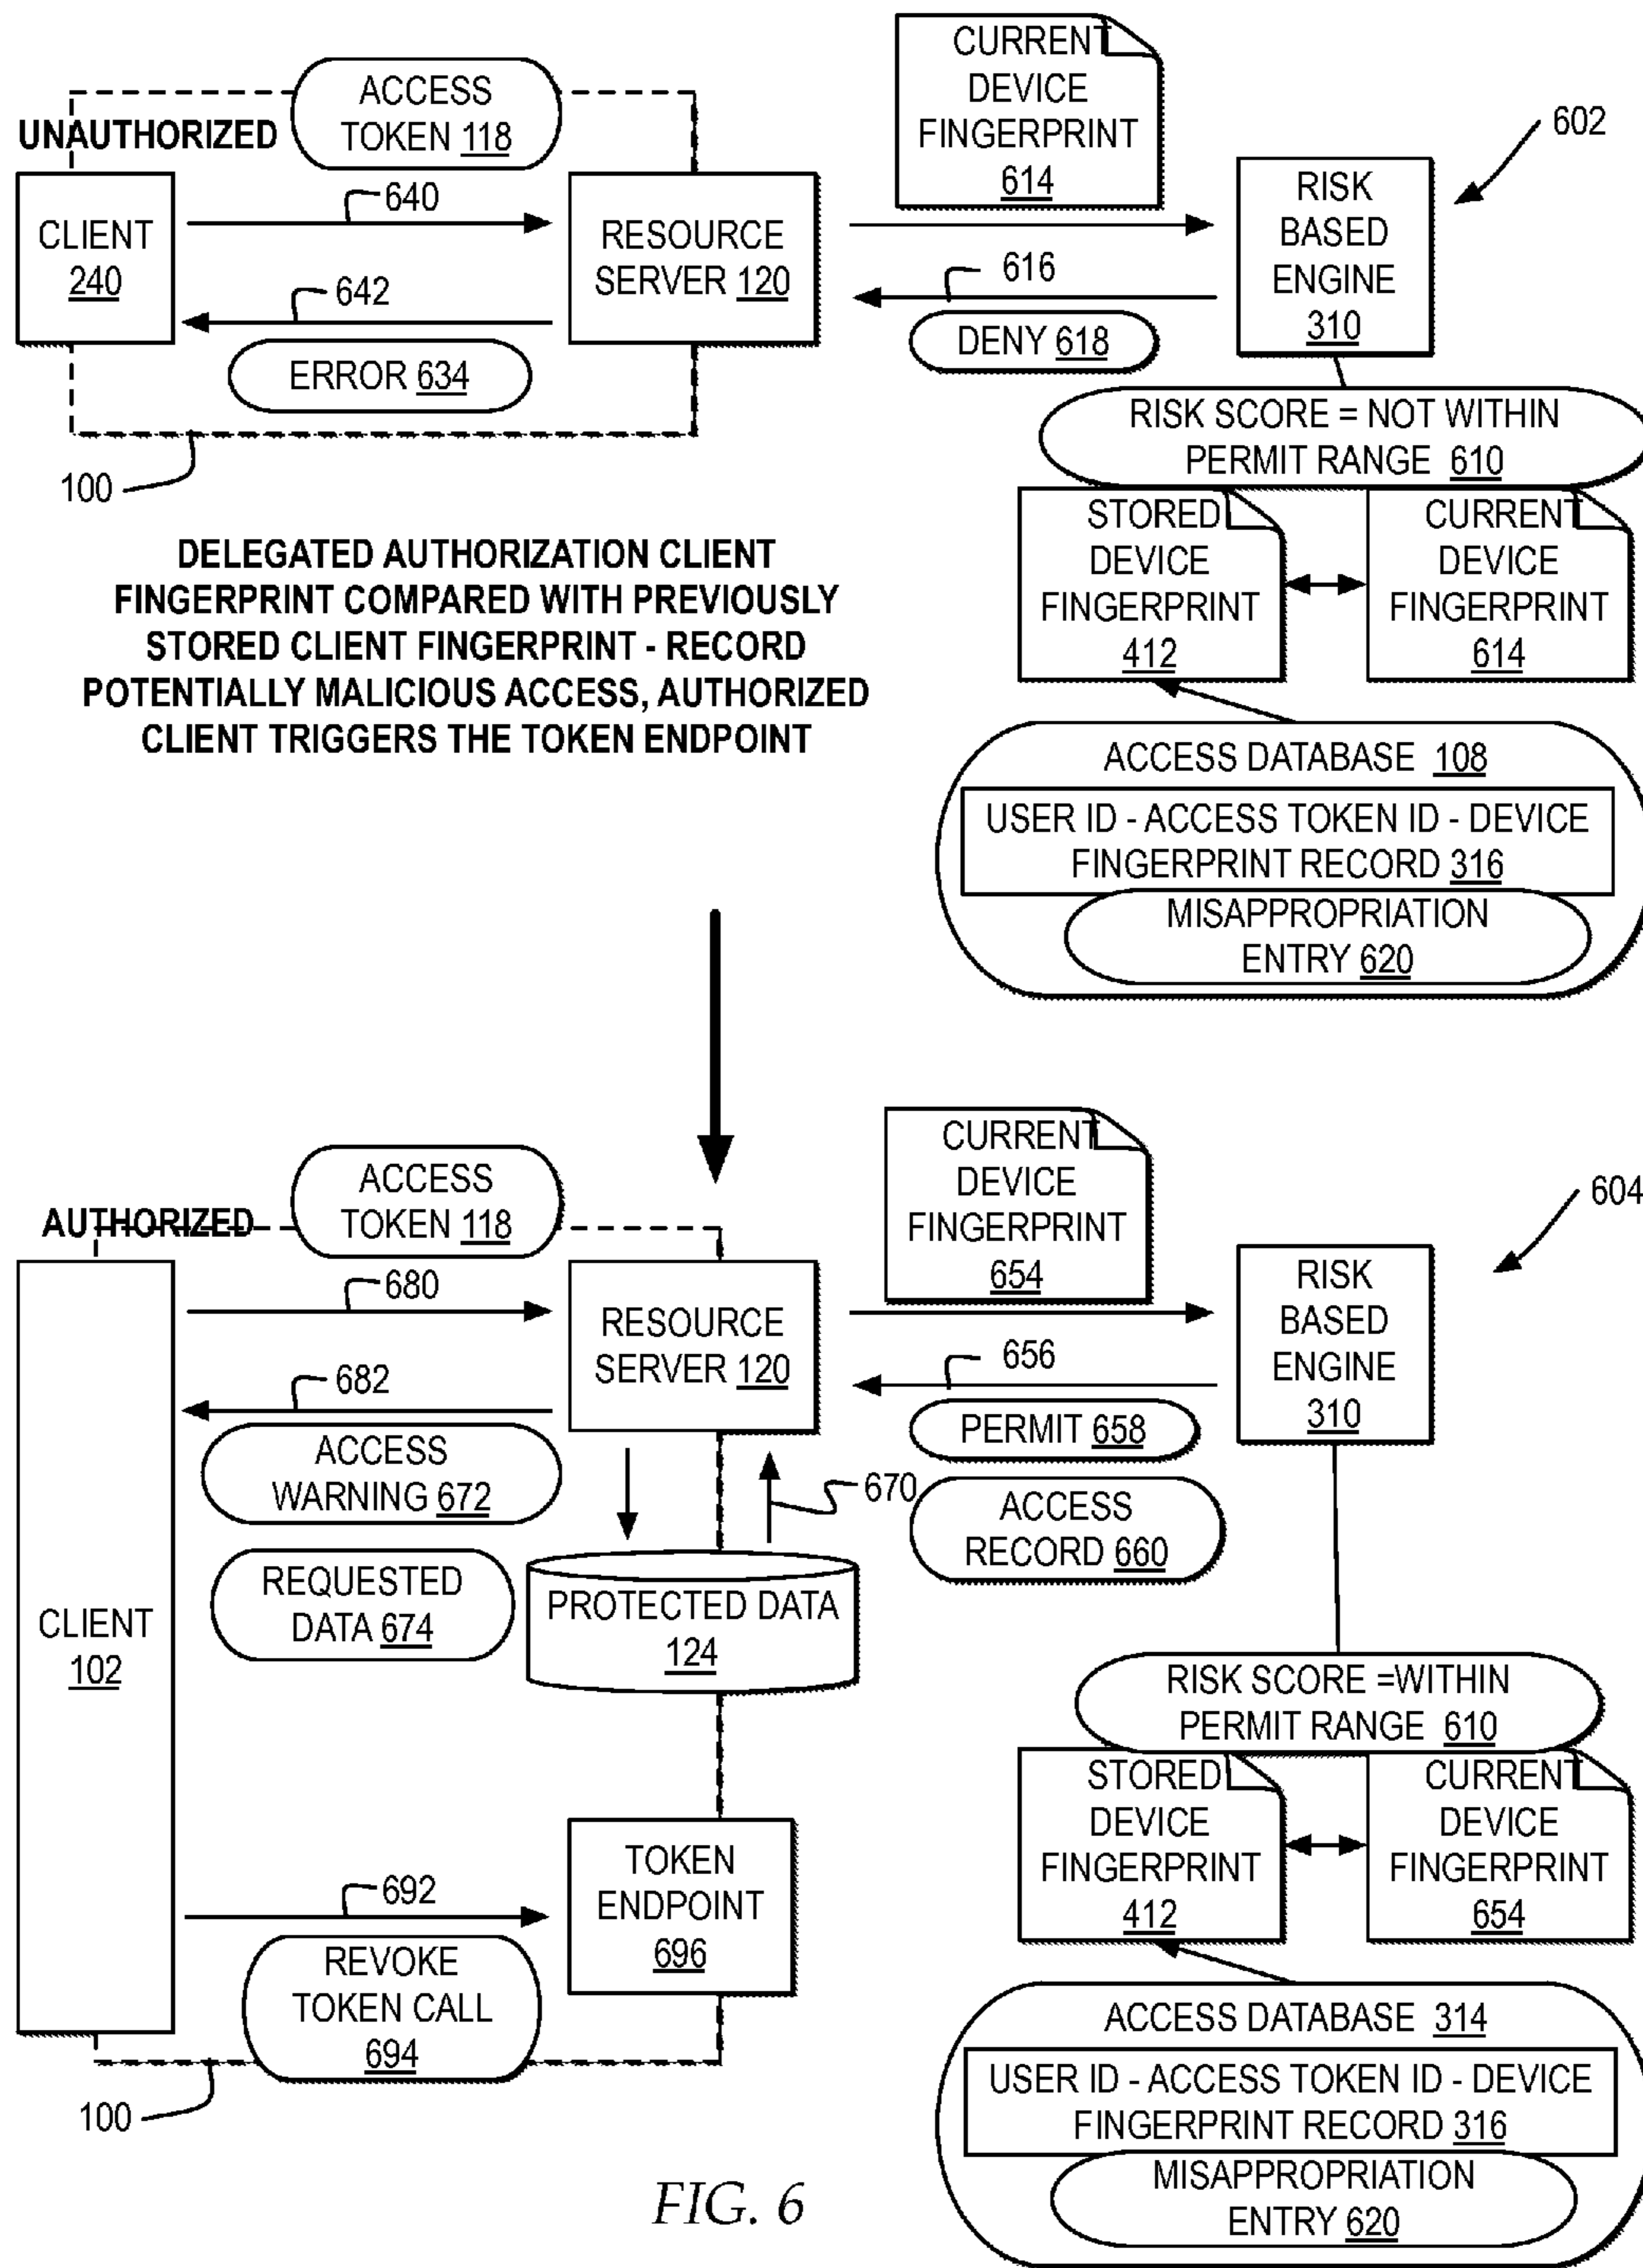 CURRENT
DEVICE
FINGERPRINT
614
602
ACCESS
TOKEN 118
UNAUTHORIZED
640
CLIENT
240
RESOURCE
SERVER 120
642
ERROR 634
616
DENY 618
RISK
BASED
ENGINE
310
100
RISK SCORE = NOT WITHIN
PERMIT RANGE 610
STORED
DEVICE
FINGERPRINT
412
CURRENT
DEVICE
FINGERPRINT
614
DELEGATED AUTHORIZATION CLIENT
FINGERPRINT COMPARED WITH PREVIOUSLY
STORED CLIENT FINGERPRINT - RECORD
POTENTIALLY MALICIOUS ACCESS, AUTHORIZED
CLIENT TRIGGERS THE TOKEN ENDPOINT
ACCESS DATABASE 108
USER ID - ACCESS TOKEN ID - DEVICE
FINGERPRINT RECORD 316
MISAPPROPRIATION
ENTRY 620
CURRENT
DEVICE
FINGERPRINT
654
604
ACCESS
TOKEN 118
AUTHORIZED
680
RESOURCE
SERVER 120
682
ACCESS
WARNING 672
REQUESTED
DATA 674
CLIENT
102
656
PERMIT 658
670
ACCESS
RECORD 660
RISK
BASED
ENGINE
310
PROTECTED DATA
124
RISK SCORE =WITHIN
PERMIT RANGE 610
STORED
DEVICE
FINGERPRINT
412
CURRENT
DEVICE
FINGERPRINT
654
692
REVOKE
TOKEN CALL
694
TOKEN
ENDPOINT
696
100
ACCESS DATABASE 314
USER ID - ACCESS TOKEN ID - DEVICE
FINGERPRINT RECORD 316
MISAPPROPRIATION
ENTRY 620
FIG. 6